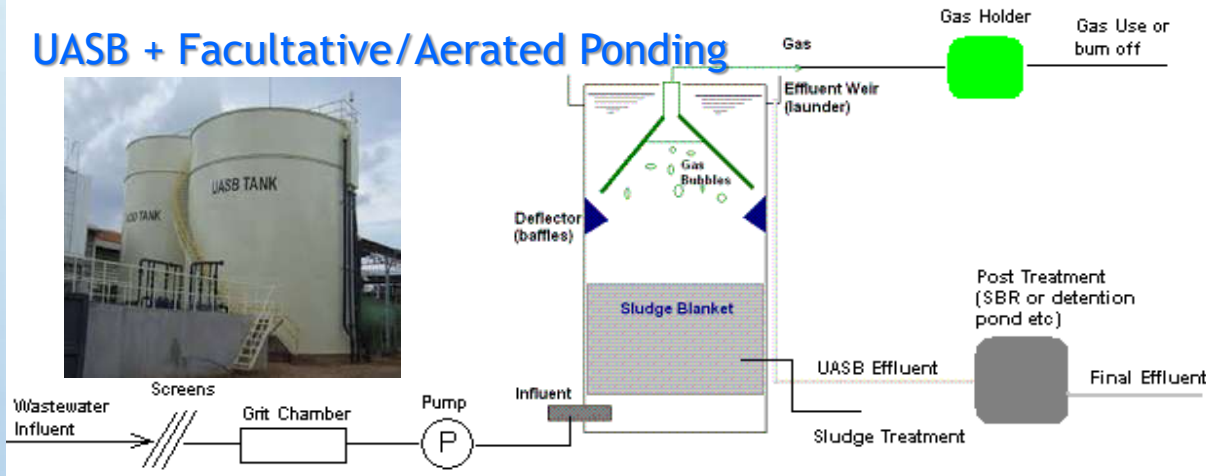 UASB + Facultative/Aerated Ponding
Gas Holder
Gas Use or
burn off
Gas
Effluent Weir
(launder)
UASB TANK
ACID TANK
Gas
Bubbles
Deflector
(baffles)
Sludge Blanket
Post Treatment
(SBR or detention
pond etc)
UASB Effluent
Final Effluent
Influent
Screens
Wastewater
Influent
Grit Chamber
Pump
P
Sludge Treatment